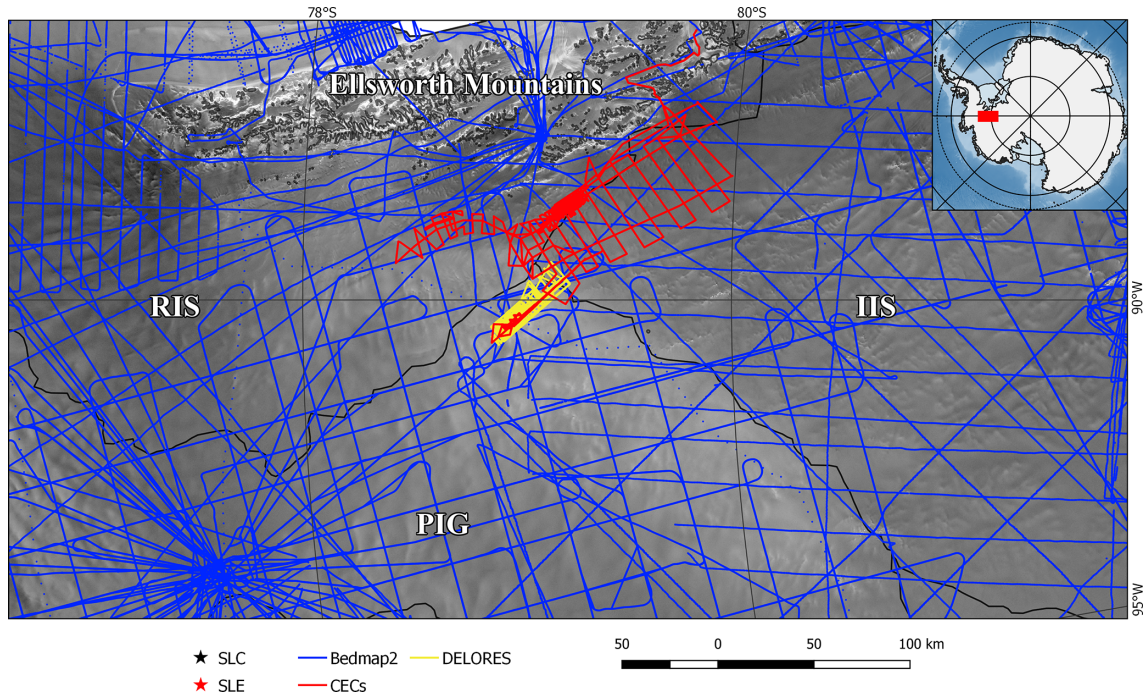 78°S
80°S
Ellsworth Mountains
RIS
IIS
90°W
PIG
95°W
SLC
Bedmap2
DELORES
50
0
50
100 km
SLE
CECs